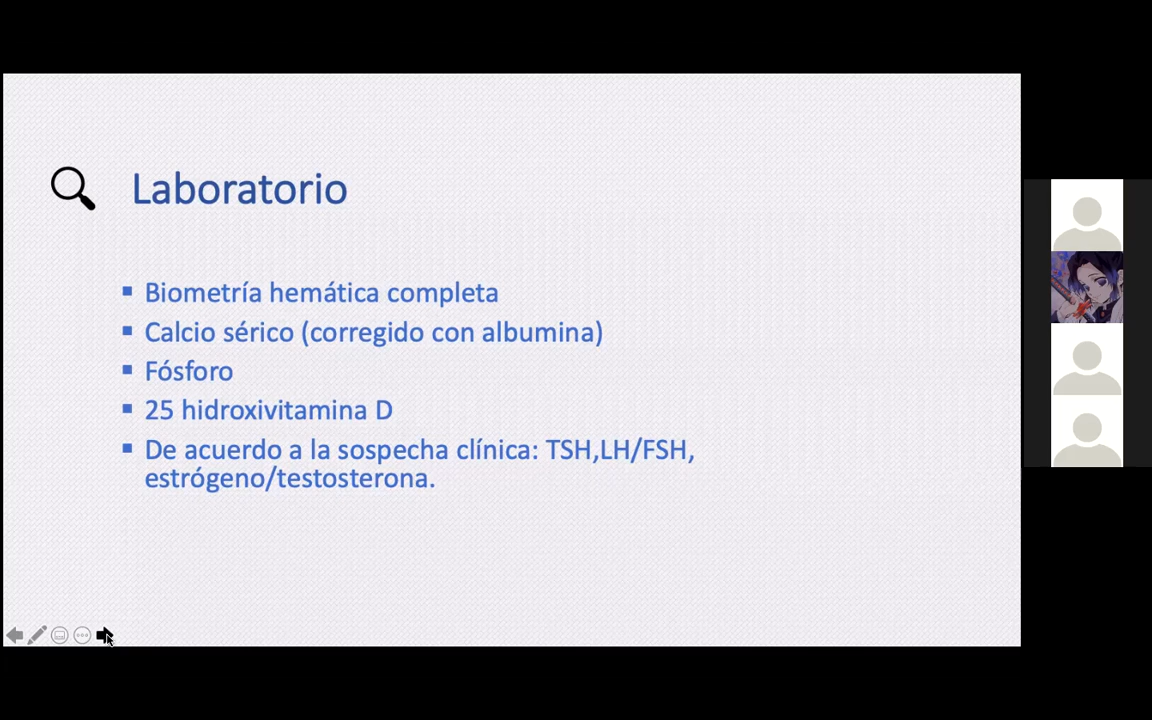 Laboratorio
Biometría hemática completa
Calcio sérico (corregido con albumina)
Fósforo
25 hidroxivitamina D
De acuerdo a la sospecha clínica: TSH,LH/FSH,
estrógeno/testosterona.